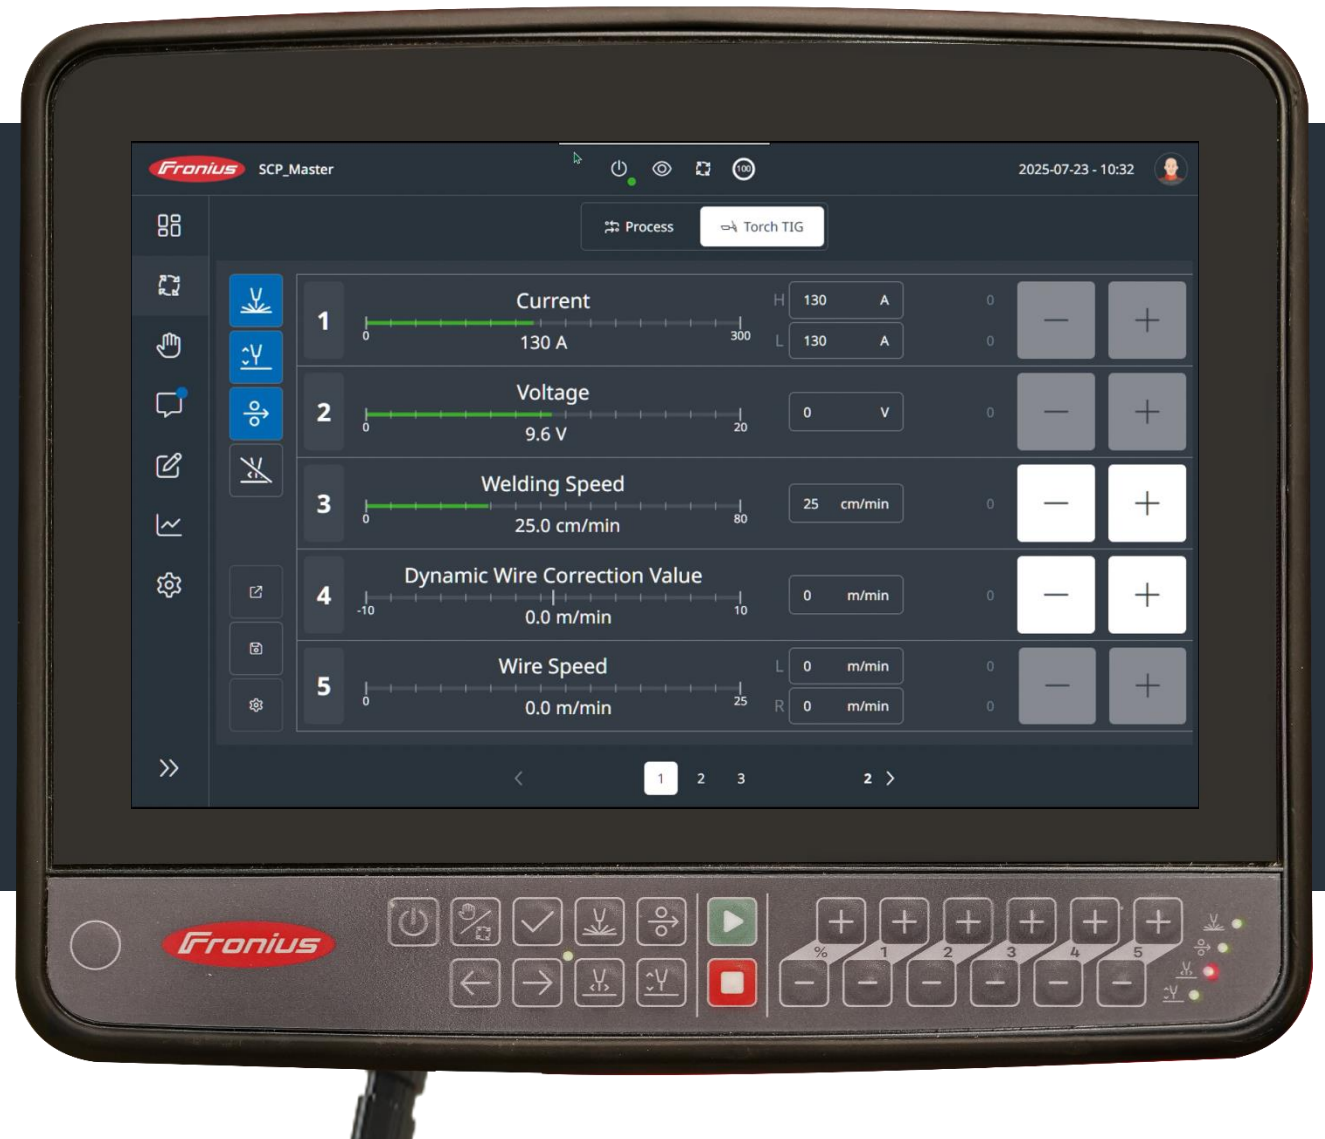 Fronius SCP_Master 100 2025-07-23 - 10:32
Process Torch TIG
1 Current H 130 A 0
0 300
130 A L 130 A 0
2 Voltage 0 V 0
0 20
9.6 V
3 Welding Speed 25 cm/min 0
0 80
25.0 cm/min
4 Dynamic Wire Correction Value 0 m/min 0
-10 10
0.0 m/min
5 Wire Speed L 0 m/min 0
0 25
0.0 m/min R 0 m/min 0
1 2 3 2
Fronius
% 1 2 3 4 5